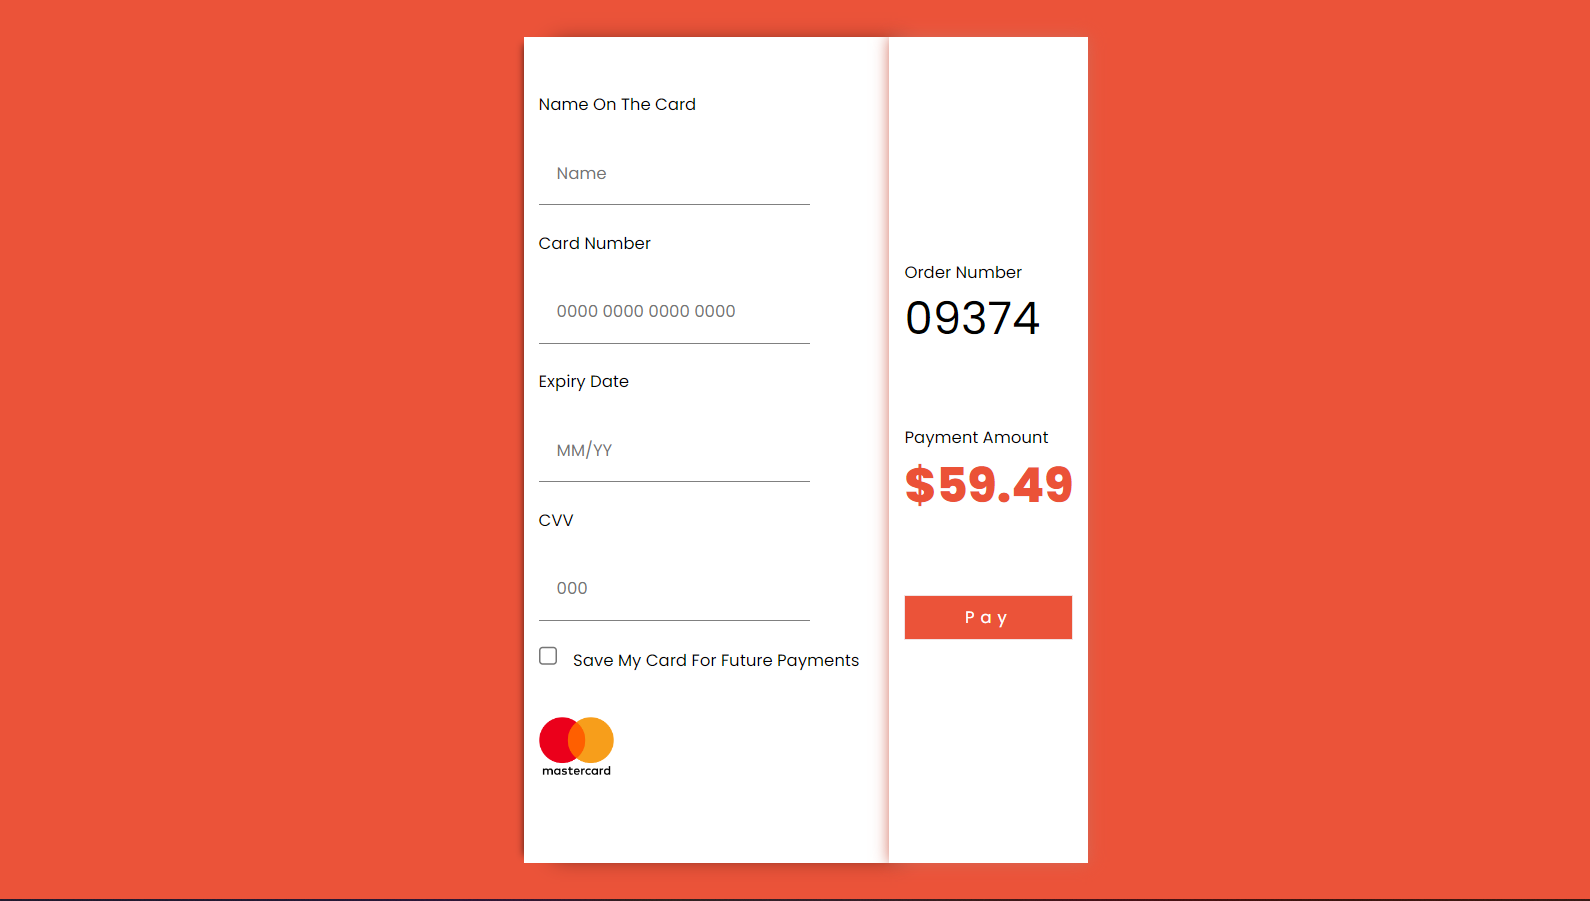 Name On The Card
Name
Card Number
0000 0000 0000 0000
Expiry Date
MM/YY
CVV
000
Save My Card For Future Payments
mastercard
Order Number
09374
Payment Amount
$59.49
Pay